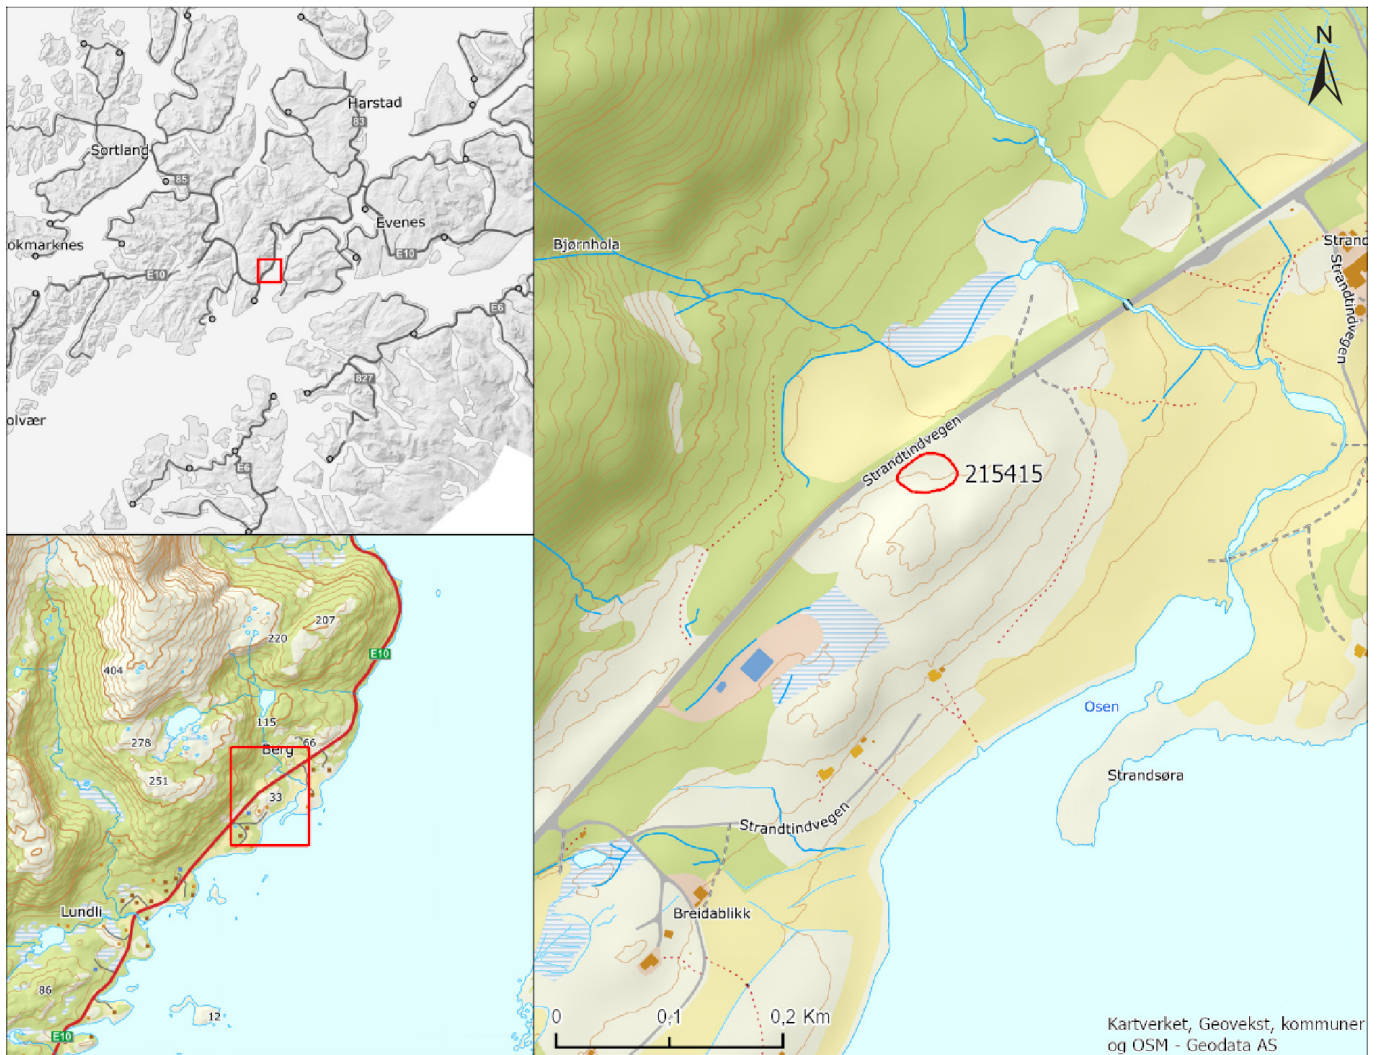 Harstad
83
Sortland
85
Evenes
okmarknes
E10
E10
E6
827
olvær
E6
207
220
E10
404
115
278
66
Berg
251
33
Lundli
86
12
E10
N
Bjørnhola
Strand
Strandtindvegen
Strandtindvegen
215415
Osen
Strandsøra
Strandtindvegen
Breidablikk
0
0,1
0,2 Km
Kartverket, Geovekst, kommuner
og OSM - Geodata AS